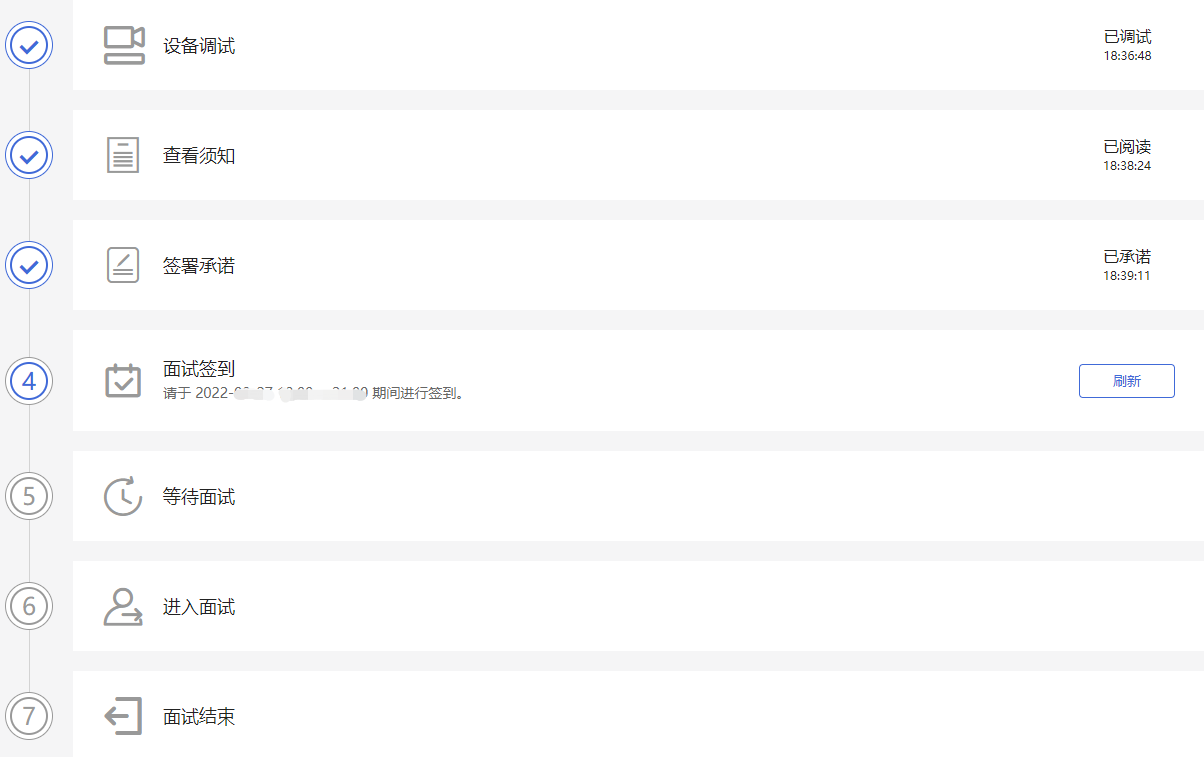 设备调试
已调试
18:36:48
查看须知
已阅读
18:38:24
签署承诺
已承诺
18:39:11
4
面试签到
请于 2022- 期间进行签到。
刷新
5
等待面试
6
进入面试
7
面试结束